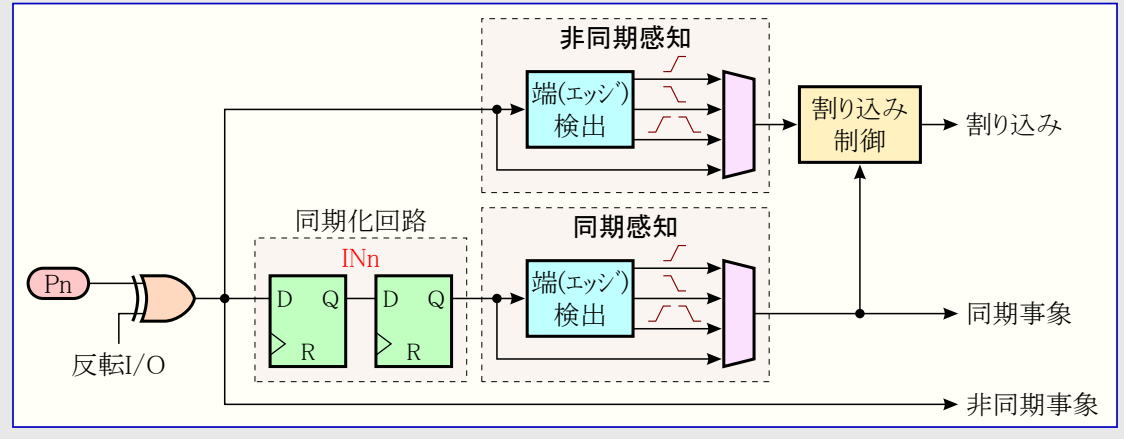 非同期感知
端(ｴｯｼﾞ)
検出
割り込み
制御
割り込み
同期化回路
INn
同期感知
Pn
D
Q
R
D
Q
R
端(ｴｯｼﾞ)
検出
同期事象
反転I/O
非同期事象